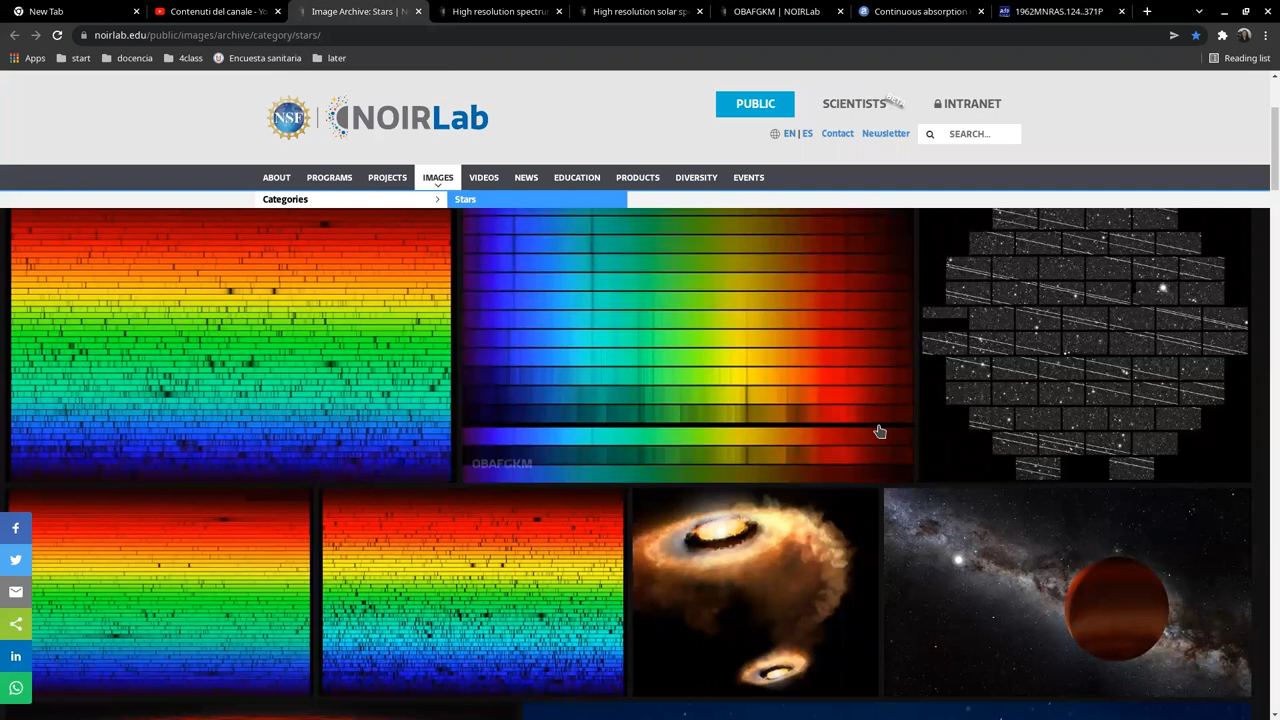 New Tab
Contenuti del canale - Yo
Image Archive: Stars | N
High resolution spectru
High resolution solar sp
OBAFGKM | NOIRLab
Continuous absorption
1962MNRAS.124..371P
noirlab.edu/public/images/archive/category/stars/
Apps
start
docencia
4class
Encuesta sanitaria
later
Reading list
NSF
NOIRLab
PUBLIC
SCIENTISTS BETA
INTRANET
EN | ES
Contact
Newsletter
SEARCH...
ABOUT
PROGRAMS
PROJECTS
IMAGES
VIDEOS
NEWS
EDUCATION
PRODUCTS
DIVERSITY
EVENTS
Categories
Stars
OBAFGKM